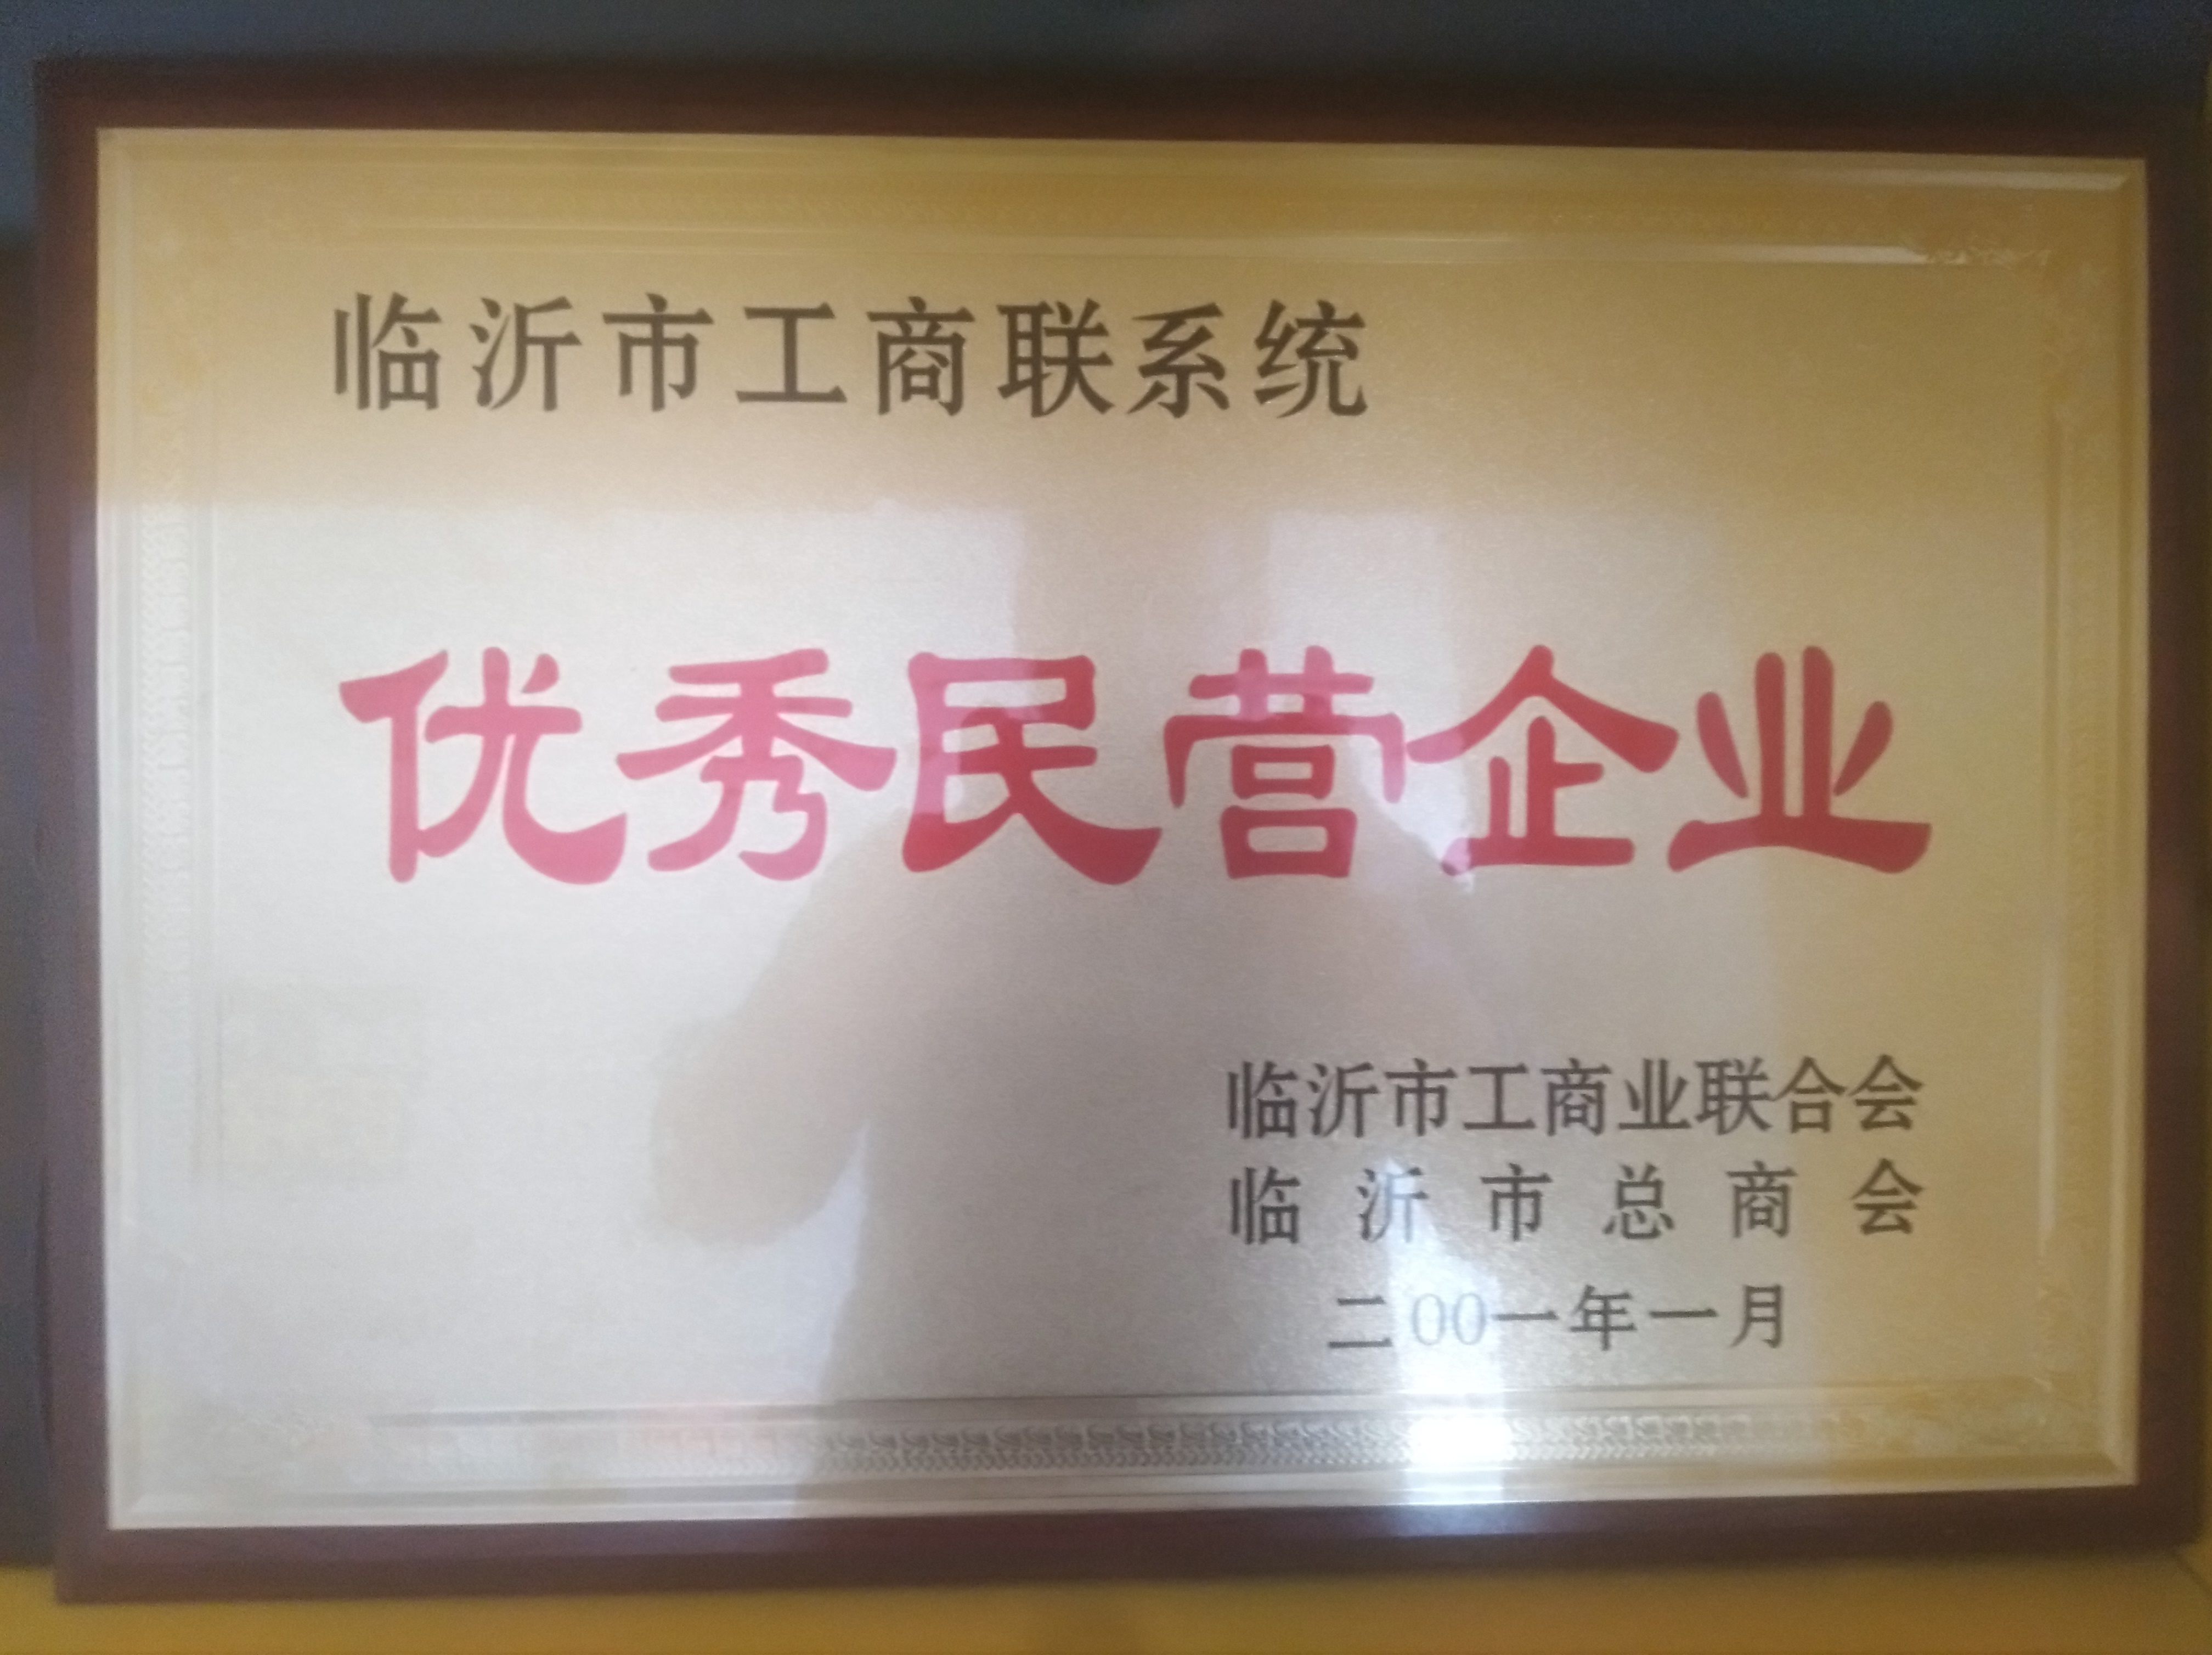 临沂市工商联系统
优秀民营企业
临沂市工商业联合会
临沂市总商会
二00一年一月